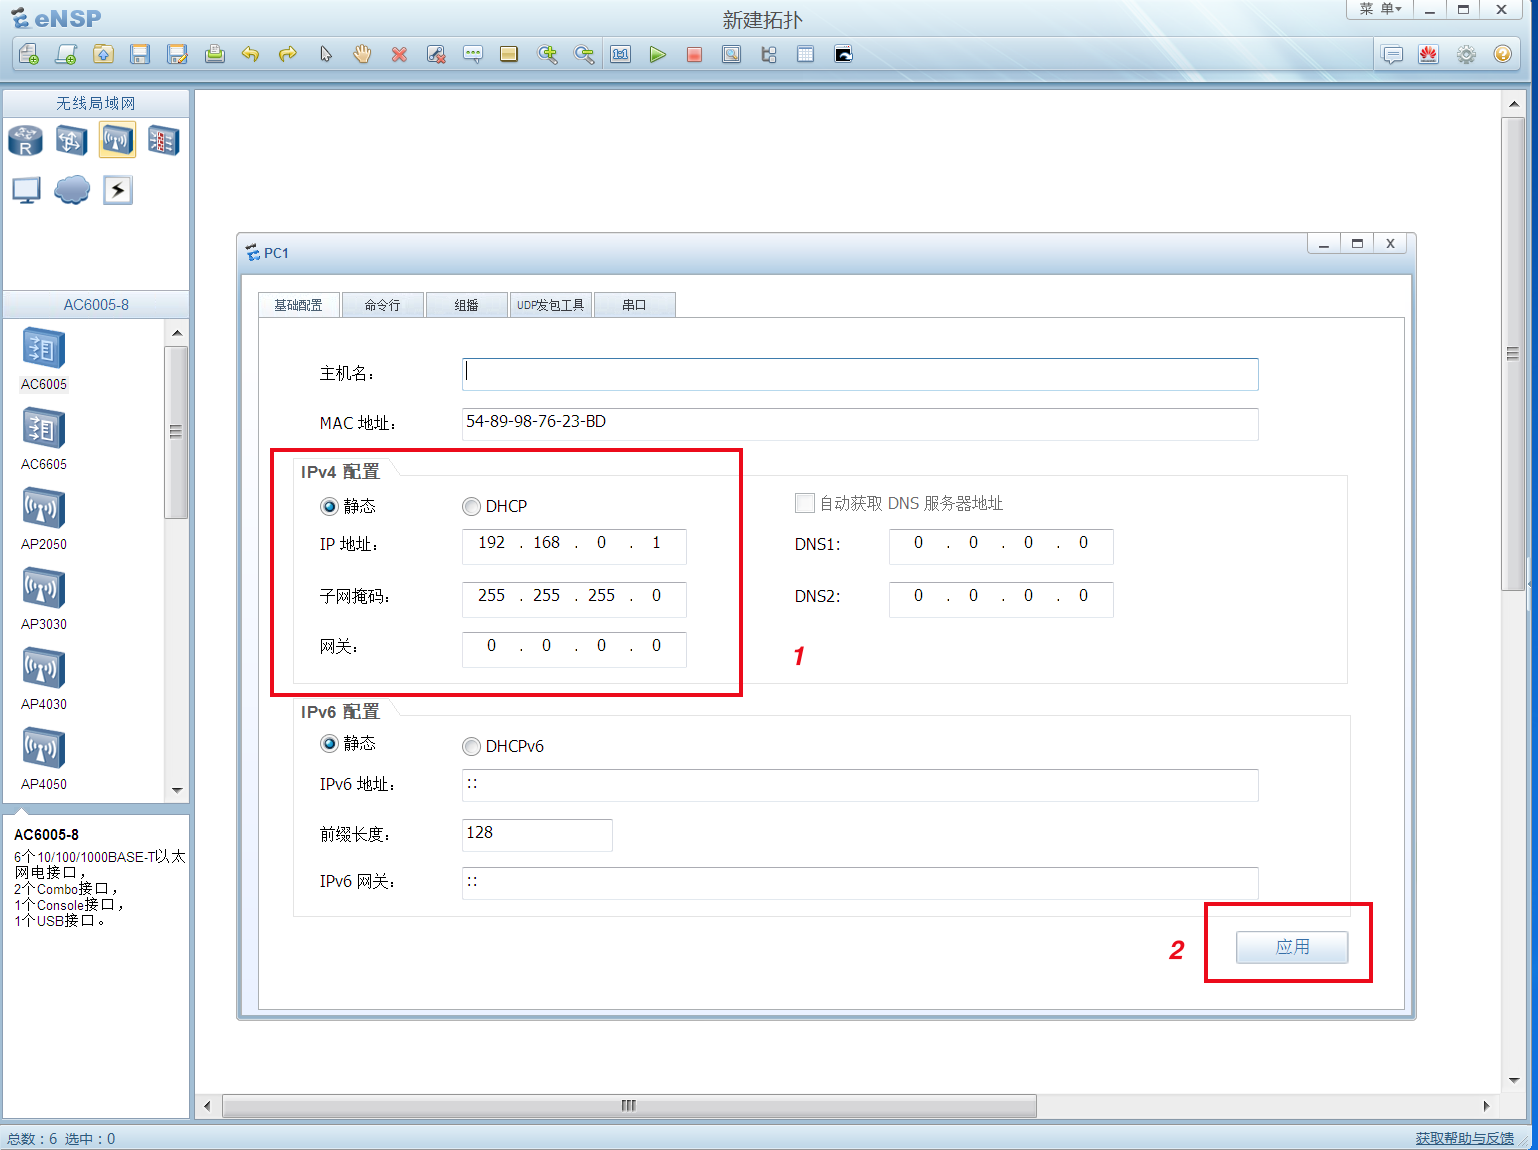 eNSP
新建拓扑
菜 单
无线局域网
AC6005-8
AC6005
AC6605
AP2050
AP3030
AP4030
AP4050
AC6005-8
6个10/100/1000BASE-T以太
网电接口，
2个Combo接口，
1个Console接口，
1个USB接口。
PC1
基础配置 命令行 组播 UDP发包工具 串口
主机名：
MAC 地址： 54-89-98-76-23-BD
IPv4 配置
静态 DHCP 自动获取 DNS 服务器地址
IP 地址： 192 . 168 . 0 . 1 DNS1: 0 . 0 . 0 . 0
子网掩码： 255 . 255 . 255 . 0 DNS2: 0 . 0 . 0 . 0
网关： 0 . 0 . 0 . 0
1
IPv6 配置
静态 DHCPv6
IPv6 地址： ::
前缀长度： 128
IPv6 网关： ::
2 应用
总数：6 选中：0 获取帮助与反馈